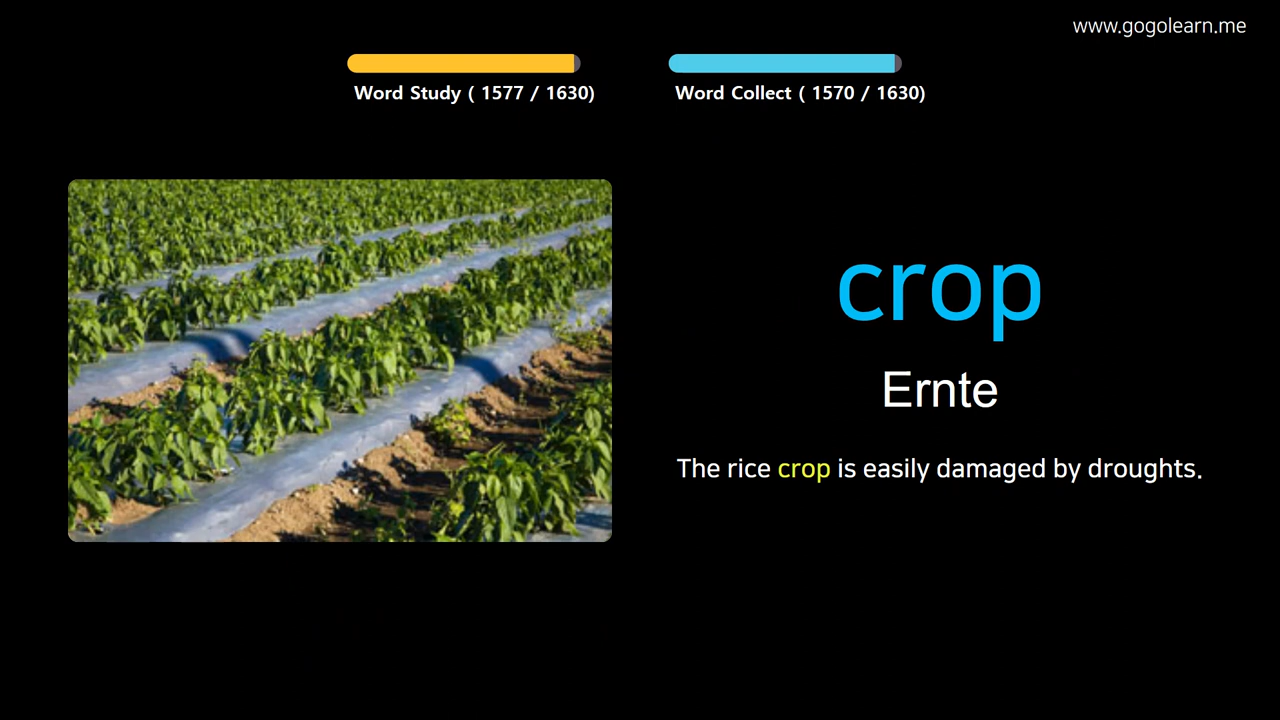 www.gogolearn.me
Word Study ( 1577 / 1630)
Word Collect ( 1570 / 1630)
crop
Ernte
The rice crop is easily damaged by droughts.